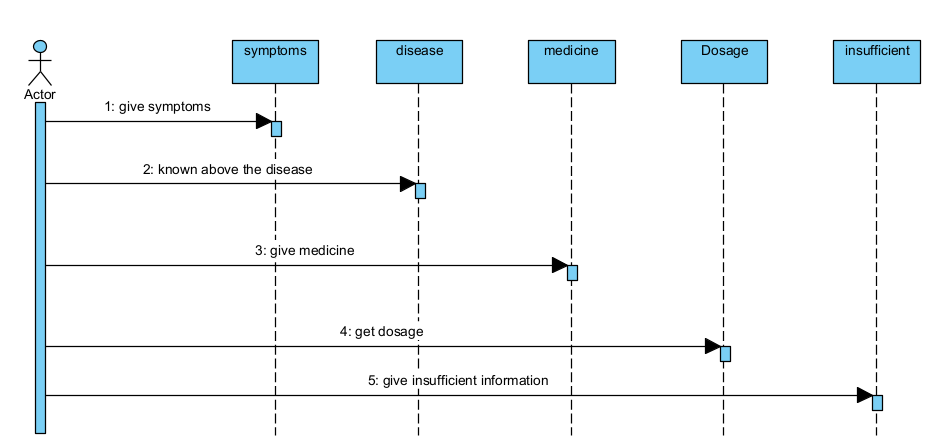 symptoms
disease
medicine
Dosage
insufficient
Actor
1: give symptoms
2: known above the disease
3: give medicine
4: get dosage
5: give insufficient information